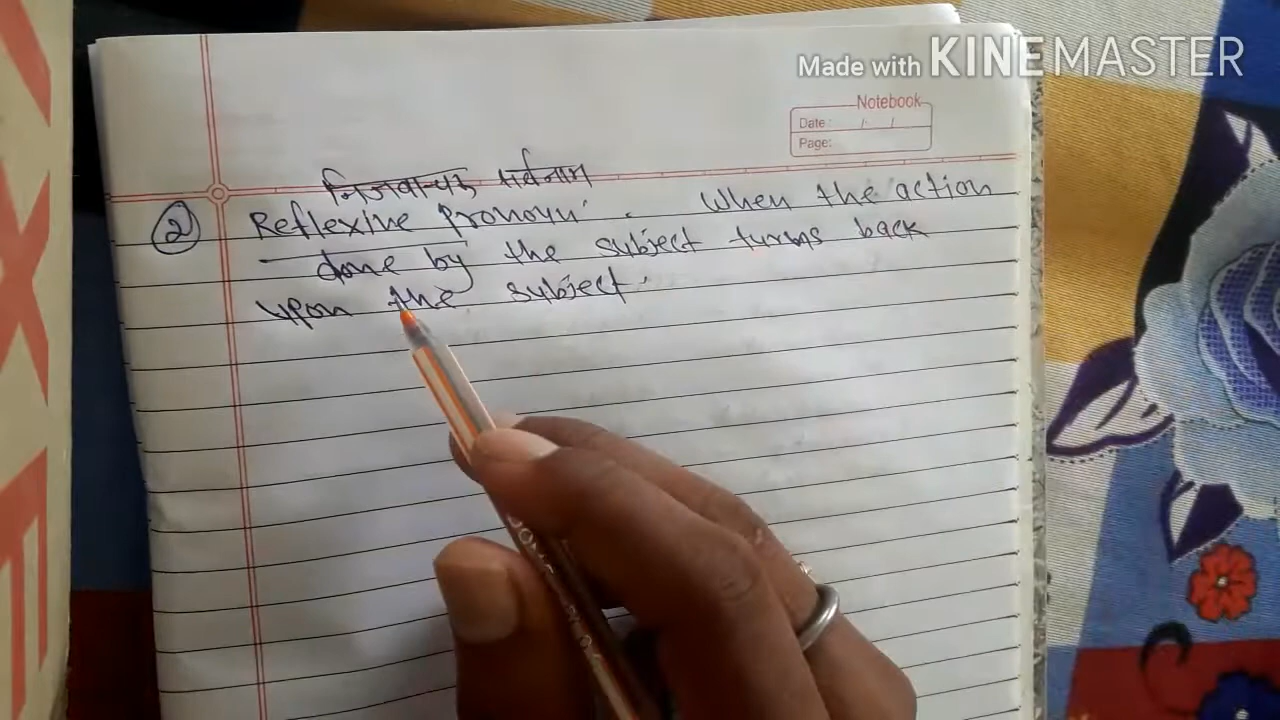 Made with KINEMASTER
Notebook
Date : / /
Page:
निजवाचक सर्वनाम
② Reflexive pronoun . When the action
done by the subject turns back
upon the subject.